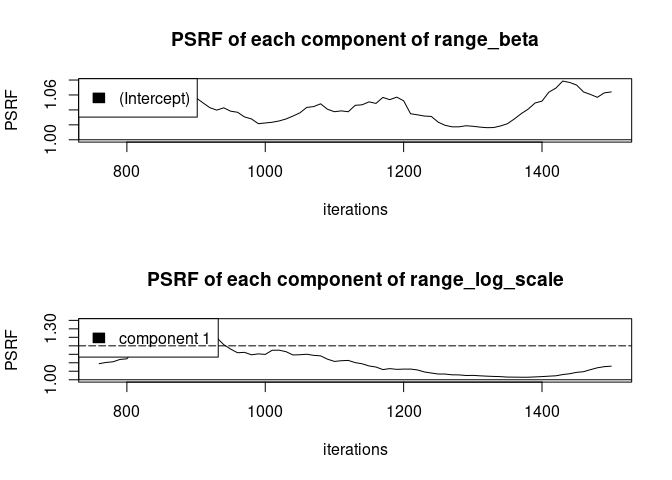 PSRF of each component of range_beta
PSRF
1.00 1.06
(Intercept)
800 1000 1200 1400
iterations
PSRF of each component of range_log_scale
PSRF
1.00 1.30
component 1
800 1000 1200 1400
iterations